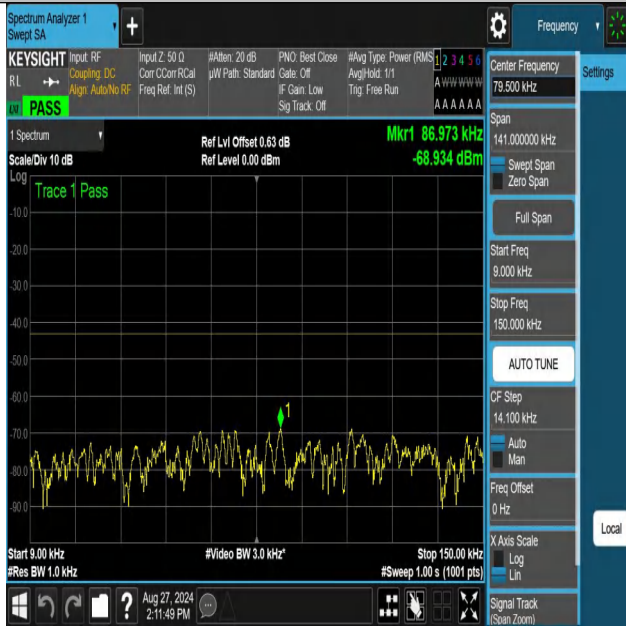 Spectrum Analyzer 1
Swept SA
+
Frequency
KEYSIGHT
RL
PASS
Input: RF
Coupling: DC
Align: Auto/No RF
Input Z: 50 Ω
Corr CCorr RCal
Freq Ref: Int (S)
#Atten: 20 dB
µW Path: Standard
PNO: Best Close
Gate: Off
IF Gain: Low
Sig Track: Off
#Avg Type: Power (RMS
Avg|Hold: 1/1
Trig: Free Run
1 2 3 4 5 6
A W W W W W
A A A A A A
Center Frequency
79.500 kHz
Settings
Span
141.000000 kHz
Swept Span
Zero Span
Full Span
Start Freq
9.000 kHz
Stop Freq
150.000 kHz
AUTO TUNE
CF Step
14.100 kHz
Auto
Man
Freq Offset
0 Hz
X Axis Scale
Log
Lin
Local
Signal Track
(Span Zoom)
1 Spectrum
Scale/Div 10 dB
Log
Ref Lvl Offset 0.63 dB
Ref Level 0.00 dBm
Mkr1 86.973 kHz
-68.934 dBm
Trace 1 Pass
-10.0
-20.0
-30.0
-40.0
-50.0
-60.0
1
-70.0
-80.0
-90.0
Start 9.00 kHz
#Video BW 3.0 kHz*
Stop 150.00 kHz
#Res BW 1.0 kHz
#Sweep 1.00 s (1001 pts)
?
Aug 27, 2024
2:11:49 PM